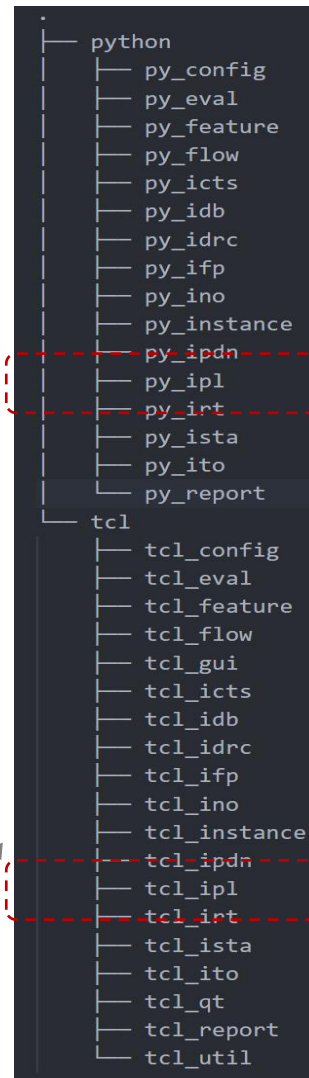 .
├── python
│   ├── py_config
│   ├── py_eval
│   ├── py_feature
│   ├── py_flow
│   ├── py_icts
│   ├── py_idb
│   ├── py_idrc
│   ├── py_ifp
│   ├── py_ino
│   ├── py_instance
│   ├── py_ipdn
│   ├── py_ipl
│   ├── py_irt
│   ├── py_ista
│   ├── py_ito
│   └── py_report
└── tcl
    ├── tcl_config
    ├── tcl_eval
    ├── tcl_feature
    ├── tcl_flow
    ├── tcl_gui
    ├── tcl_icts
    ├── tcl_idb
    ├── tcl_idrc
    ├── tcl_ifp
    ├── tcl_ino
    ├── tcl_instance
    ├── tcl_ipdn
    ├── tcl_ipl
    ├── tcl_irt
    ├── tcl_ista
    ├── tcl_ito
    ├── tcl_qt
    ├── tcl_report
    └── tcl_util